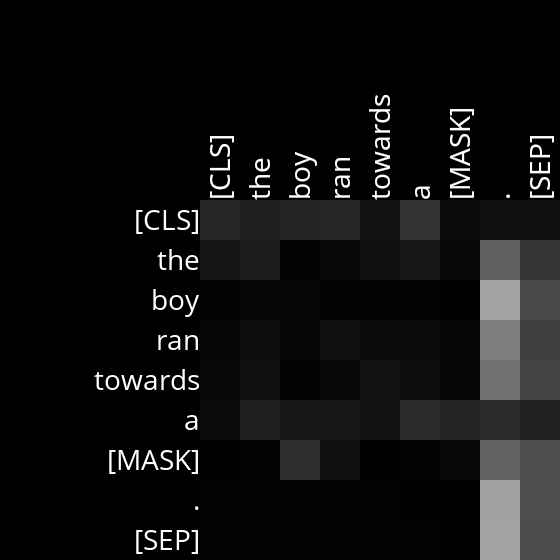 [CLS] the boy ran towards a [MASK] . [SEP]
[CLS]
the
boy
ran
towards
a
[MASK]
.
[SEP]